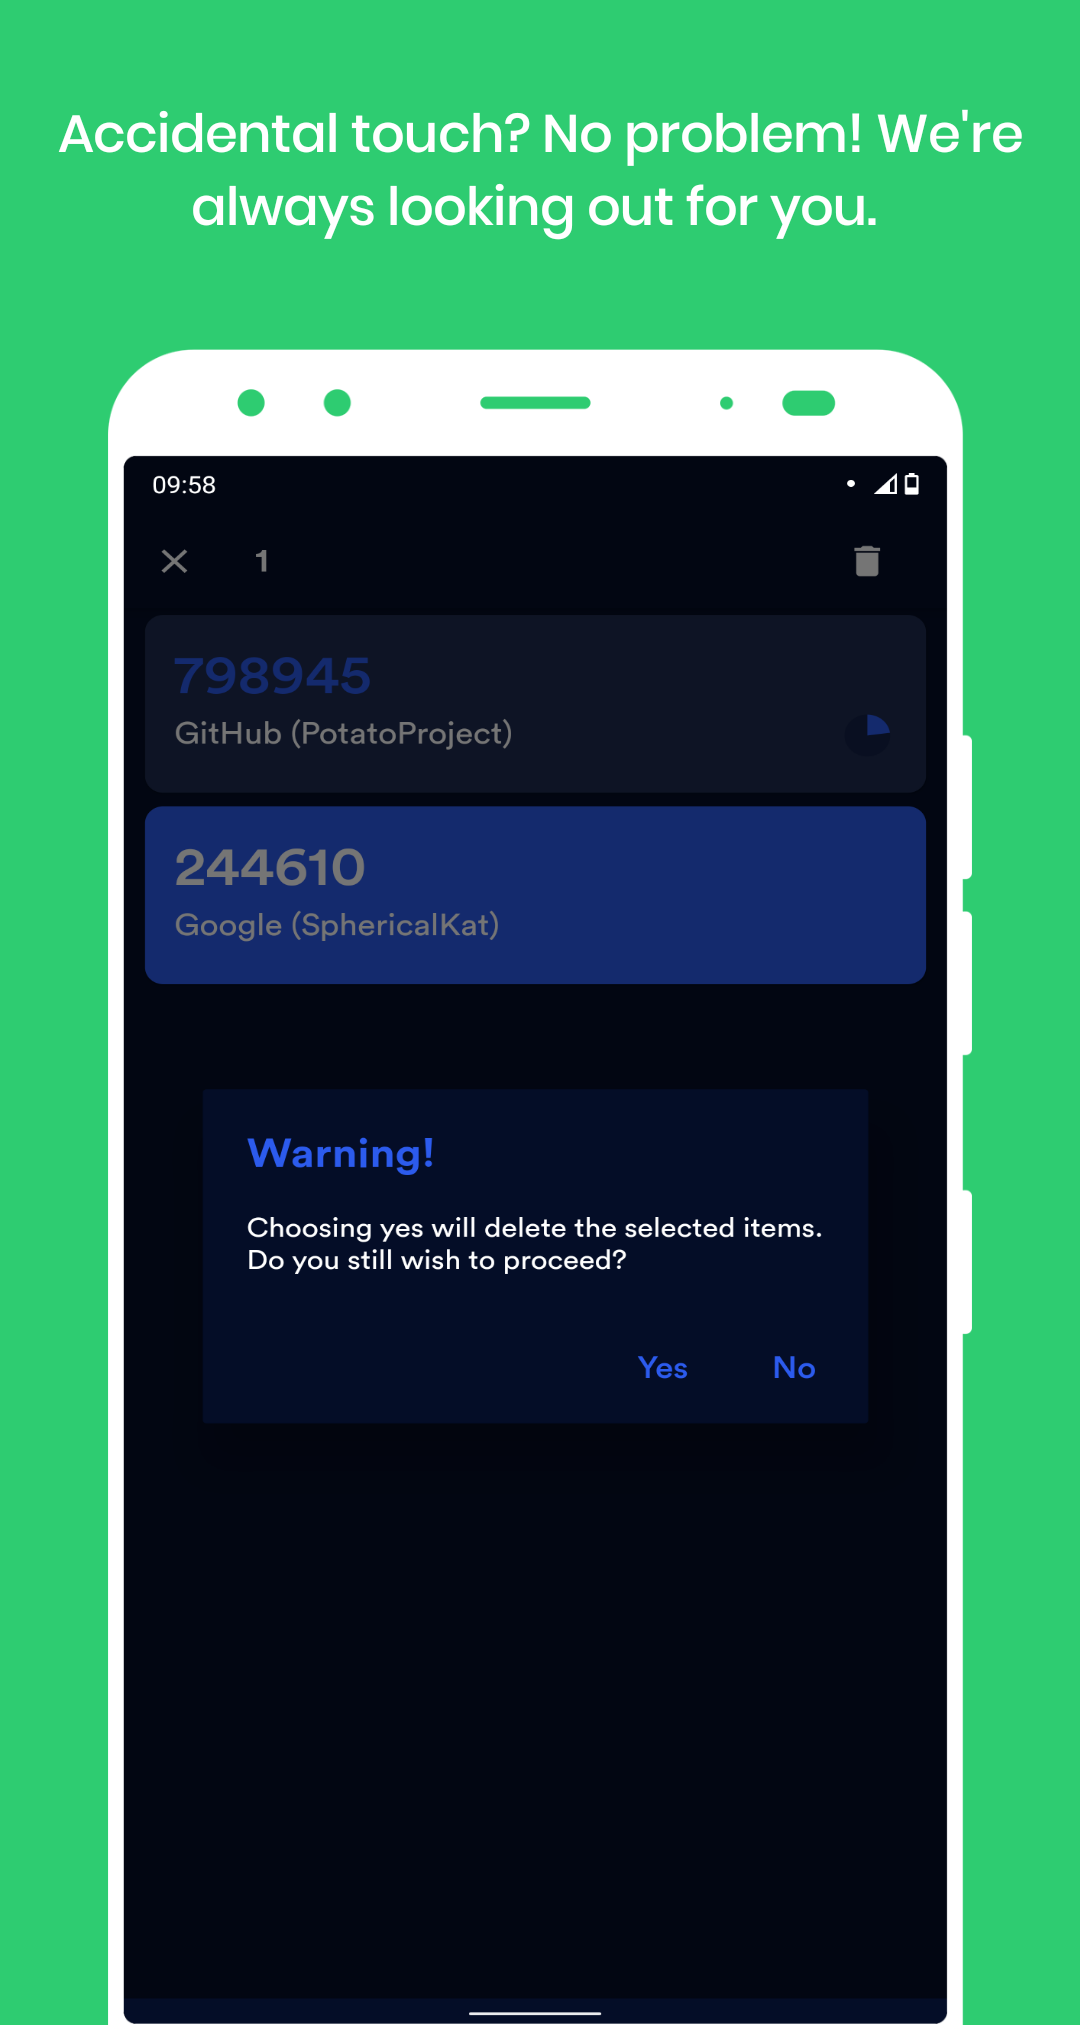 Accidental touch? No problem! We're
always looking out for you.
09:58
1
798945
GitHub (PotatoProject)
244610
Google (SphericalKat)
Warning!
Choosing yes will delete the selected items.
Do you still wish to proceed?
Yes No